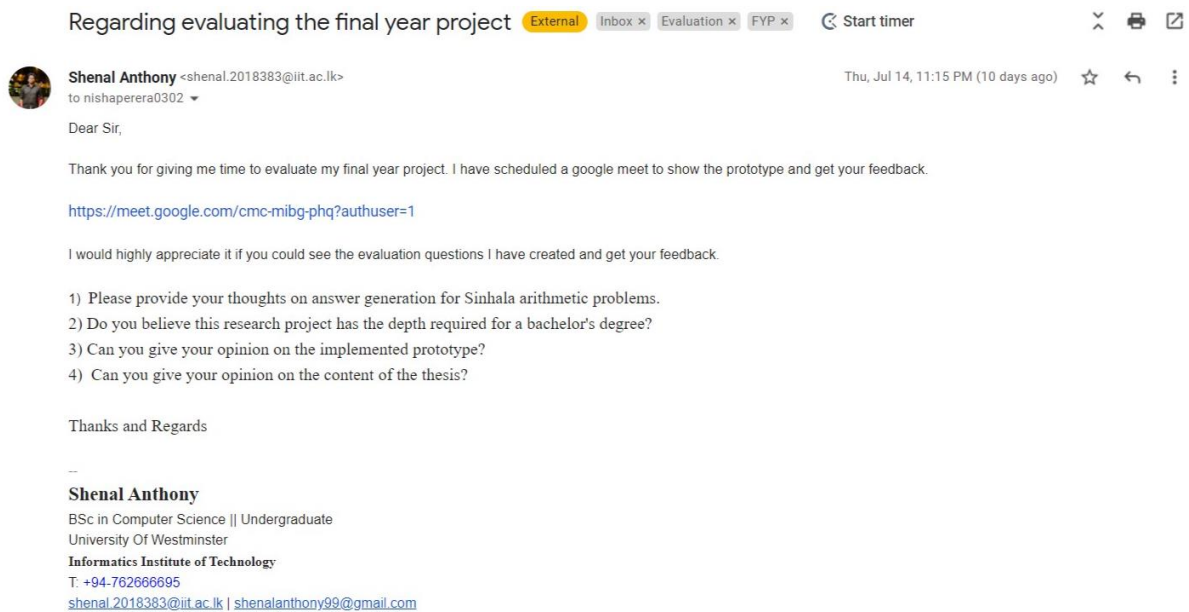 Regarding evaluating the final year project External Inbox × Evaluation × FYP × Start timer
Shenal Anthony <shenal.2018383@iit.ac.lk> Thu, Jul 14, 11:15 PM (10 days ago)
to nishaperera0302
Dear Sir,
Thank you for giving me time to evaluate my final year project. I have scheduled a google meet to show the prototype and get your feedback.
https://meet.google.com/cmc-mibg-phq?authuser=1
I would highly appreciate it if you could see the evaluation questions I have created and get your feedback.
1) Please provide your thoughts on answer generation for Sinhala arithmetic problems.
2) Do you believe this research project has the depth required for a bachelor's degree?
3) Can you give your opinion on the implemented prototype?
4) Can you give your opinion on the content of the thesis?
Thanks and Regards
--
Shenal Anthony
BSc in Computer Science || Undergraduate
University Of Westminster
Informatics Institute of Technology
T: +94-762666695
shenal.2018383@iit.ac.lk | shenalanthony99@gmail.com